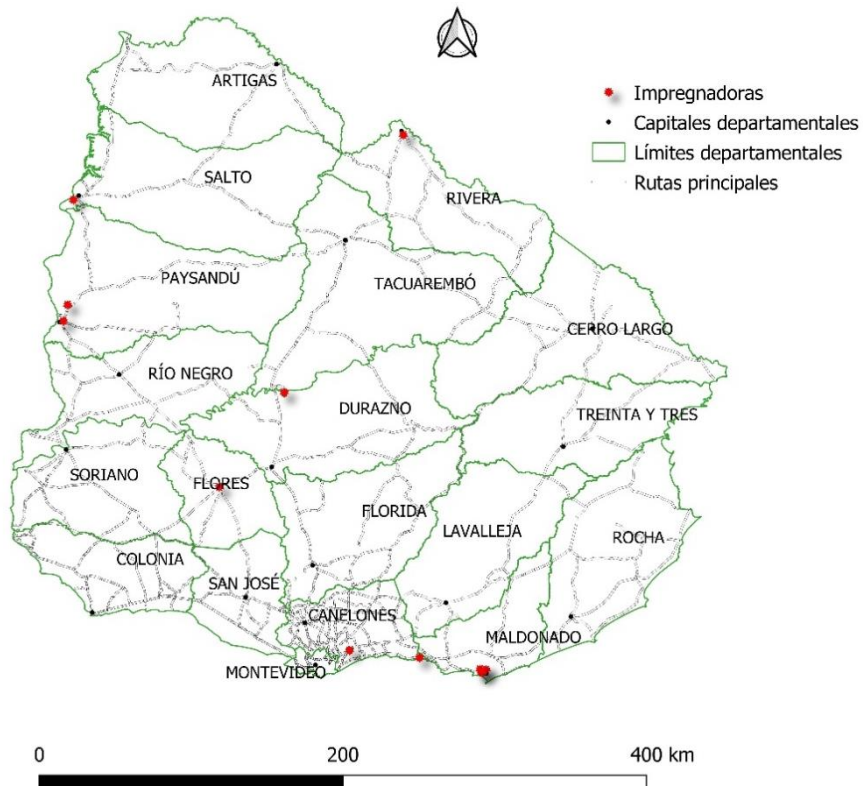 ARTIGAS
Impregnadoras
Capitales departamentales
Límites departamentales
Rutas principales
SALTO
RIVERA
PAYSANDÚ
TACUAREMBÓ
CERRO LARGO
RÍO NEGRO
DURAZNO
TREINTA Y TRES
SORIANO
FLORES
FLORIDA
LAVALLEJA
ROCHA
COLONIA
SAN JOSÉ
CANELONES
MALDONADO
MONTEVIDEO
0 200 400 km